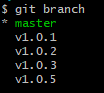 $ git branch
* master
v1.0.1
v1.0.2
v1.0.3
v1.0.5